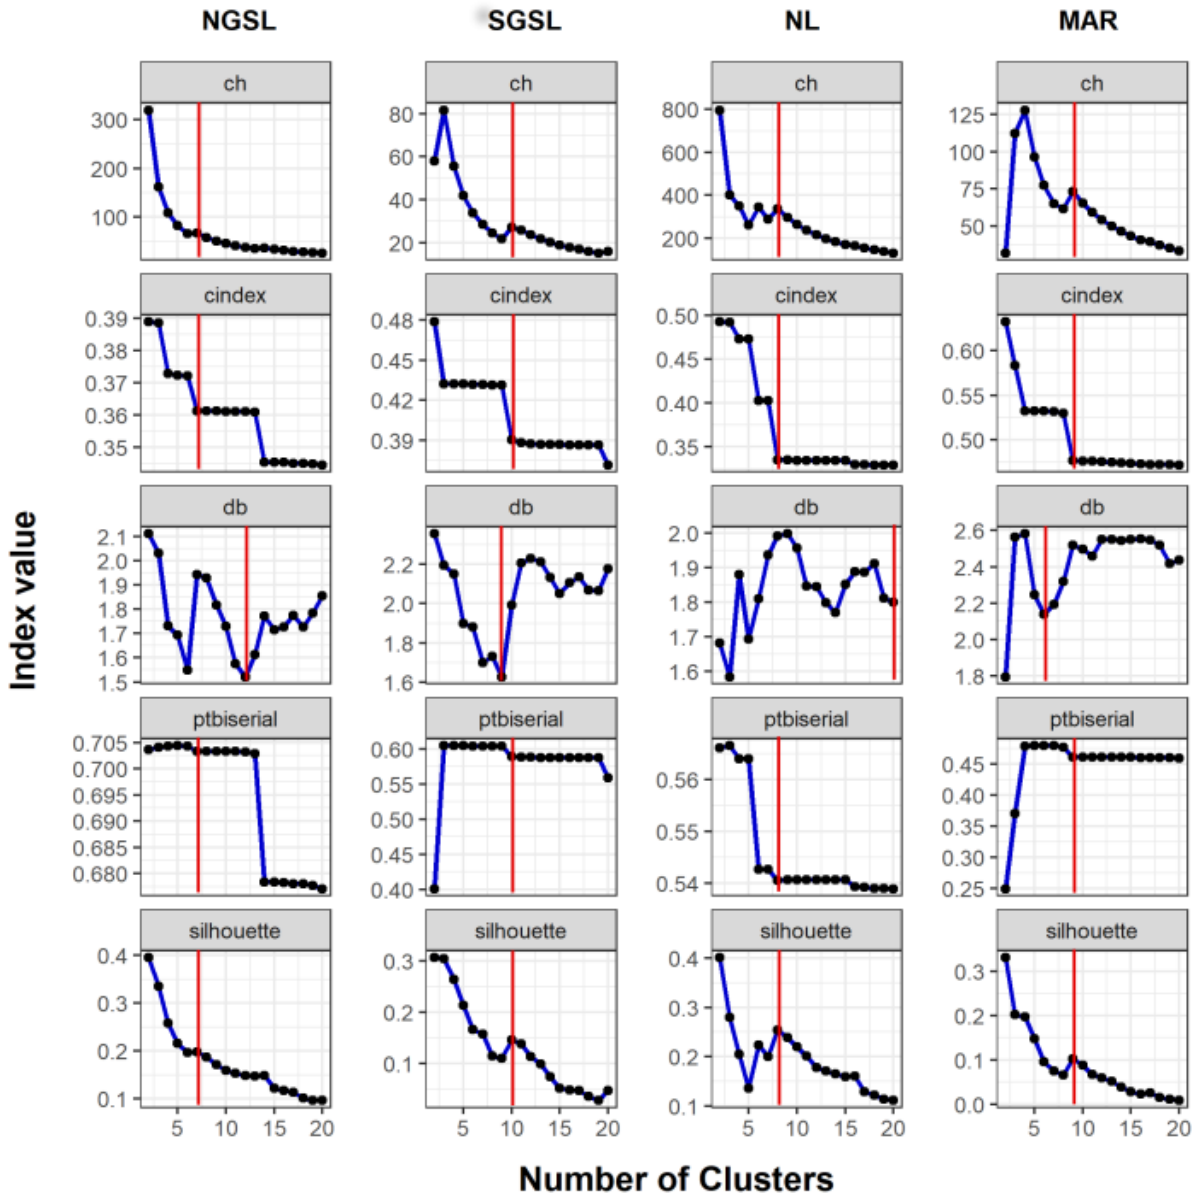 NGSL SGSL NL MAR
ch ch ch ch
300 200 100 80 60 40 20 800 600 400 200 125 100 75 50
cindex cindex cindex cindex
0.39 0.38 0.37 0.36 0.35 0.48 0.45 0.42 0.39 0.50 0.45 0.40 0.35 0.60 0.55 0.50
db db db db
2.1 2.0 1.9 1.8 1.7 1.6 1.5 2.2 2.0 1.8 1.6 2.0 1.9 1.8 1.7 1.6 2.6 2.4 2.2 2.0 1.8
ptbiserial ptbiserial ptbiserial ptbiserial
0.705 0.700 0.695 0.690 0.685 0.680 0.60 0.55 0.50 0.45 0.40 0.56 0.55 0.54 0.45 0.40 0.35 0.30 0.25
silhouette silhouette silhouette silhouette
0.4 0.3 0.2 0.1 0.3 0.2 0.1 0.4 0.3 0.2 0.1 0.3 0.2 0.1 0.0
5 10 15 20 5 10 15 20 5 10 15 20 5 10 15 20
Index value
Number of Clusters